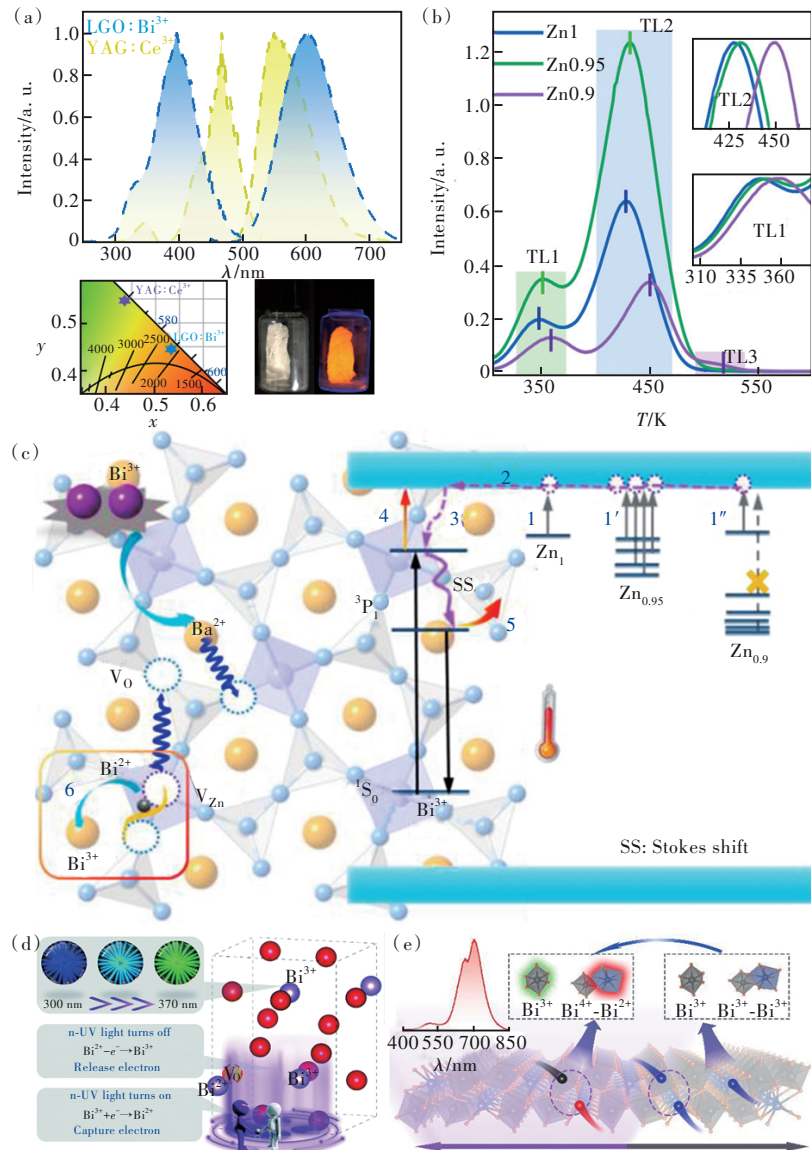 (a)
LGO:Bi³⁺
YAG:Ce³⁺
Intensity/a. u.
1.0
0.8
0.6
0.4
0.2
0
300 400 500 600 700
λ/nm
YAG:Ce³⁺
580
LGO:Bi³⁺
4000 3000 2500
2000 1500 600
y
0.5
0.4
0.4 0.5 0.6
x
(b)
Zn1
Zn0.95
Zn0.9
TL2
TL1
TL3
Intensity/a. u.
1.2
1.0
0.8
0.6
0.4
0.2
0
350 450 550
T/K
TL2
425 450
TL1
310 335 360
(c)
Bi³⁺
Ba²⁺
V_O
Bi²⁺
6
V_Zn
Bi³⁺
2
4 3 1 1′ 1″
Zn₁
Zn₀.₉₅
Zn₀.₉
SS
³P₁
5
¹S₀
Bi³⁺
SS: Stokes shift
(d)
300 nm 370 nm
n-UV light turns off
Bi²⁺−e⁻→Bi³⁺
Release electron
n-UV light turns on
Bi³⁺+e⁻→Bi²⁺
Capture electron
Bi³⁺
Bi²⁺
V_O
Bi³⁺
(e)
400 550 700 850
λ/nm
Bi³⁺ Bi⁴⁺-Bi²⁺
Bi³⁺ Bi³⁺-Bi³⁺